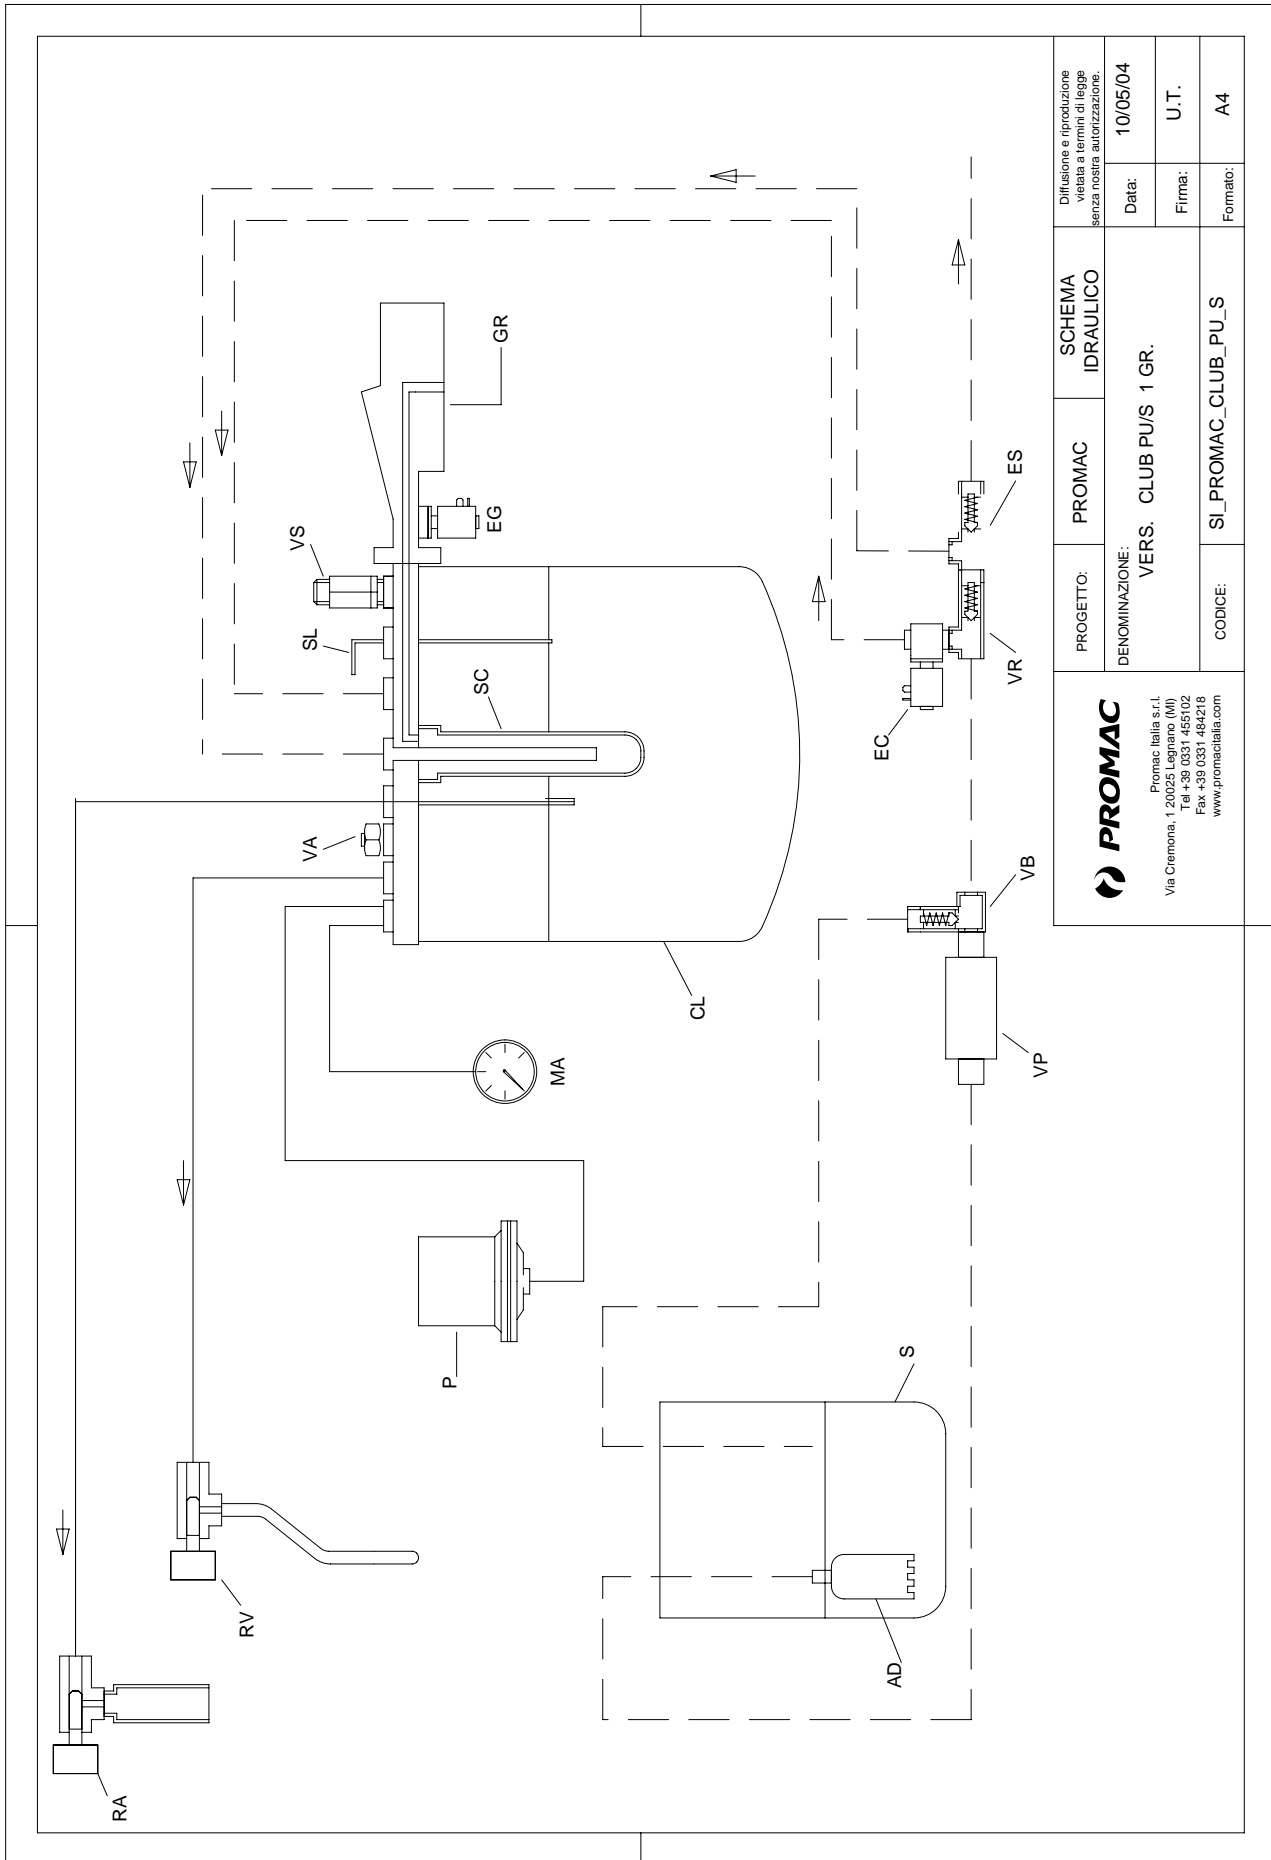 RA
RV
P
MA
VA
SL
VS
SC
EG
GR
CL
AD
S
VP
VB
EC
VR
ES
PROMAC
Promac Italia s.r.l.
Via Cremona, 1 20025 Legnano (MI)
Tel +39 0331 455102
Fax +39 0331 484218
www.promacitalia.com
PROGETTO:
PROMAC
SCHEMA
IDRAULICO
Diffusione e riproduzione
vietata a termini di legge
senza nostra autorizzazione.
DENOMINAZIONE:
VERS. CLUB PU/S 1 GR.
Data:
10/05/04
Firma:
U.T.
CODICE:
SI_PROMAC_CLUB_PU_S
Formato:
A4